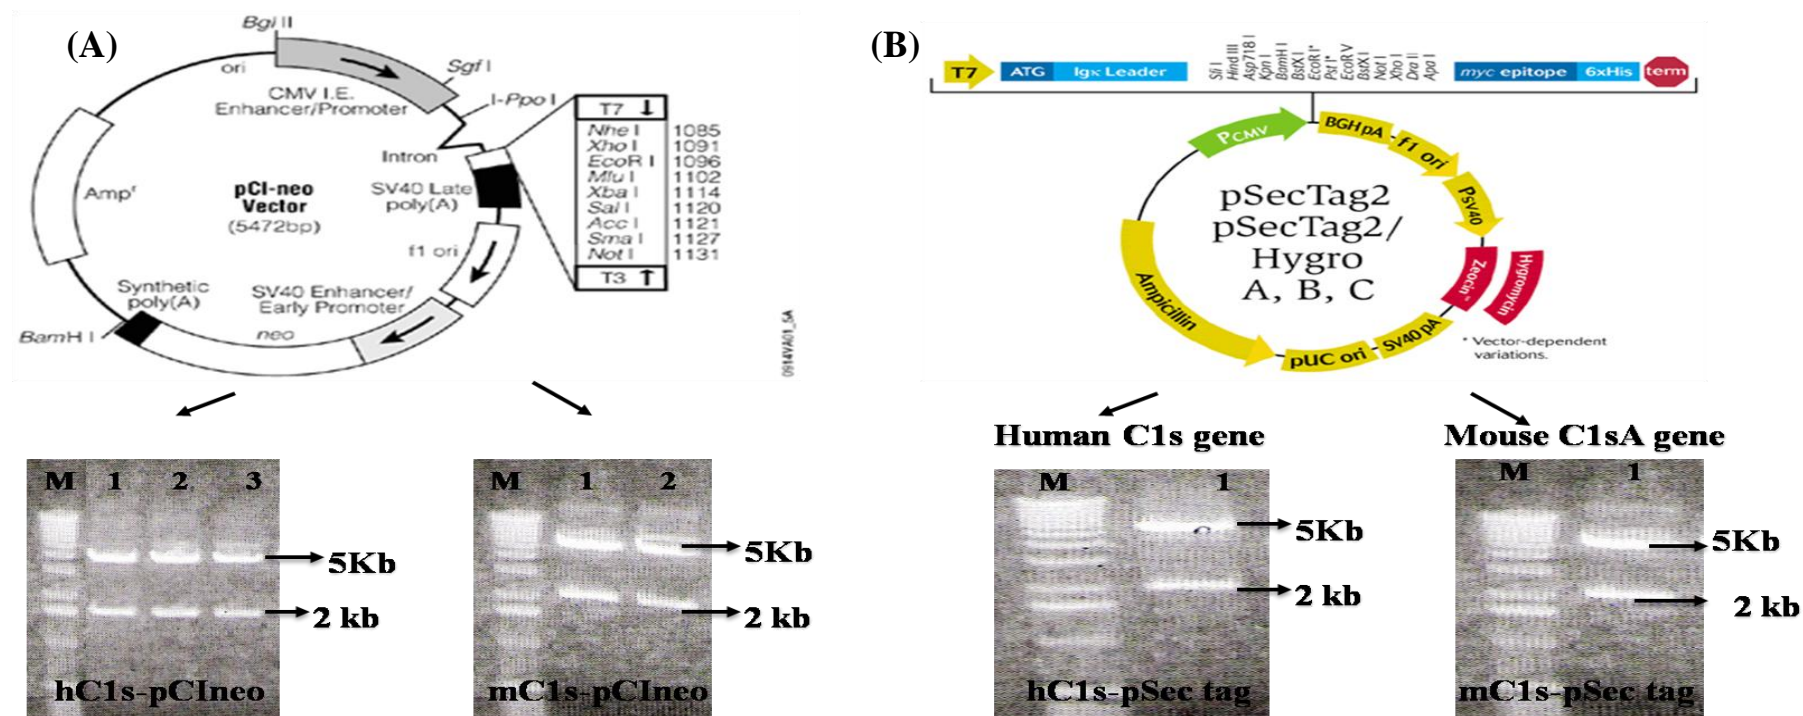 (A)
Bgl II
ori
Sgf I
CMV I.E.
Enhancer/Promoter
I-Ppo I
T7 ↓
Nhe I 1085
Xho I 1091
EcoR I 1096
Mlu I 1102
Xba I 1114
Sal I 1120
Acc I 1121
Sma I 1127
Not I 1131
T3 ↑
Intron
Ampʳ
pCI-neo
Vector
(5472bp)
SV40 Late
poly(A)
f1 ori
Synthetic
poly(A)
SV40 Enhancer/
Early Promoter
neo
BamH I
0914VA01_5A
(B)
T7
ATG
Igκ Leader
Sfi I
Hind III
Asp718 I
Kpn I
BamH I
BstX I
EcoR I*
Pst I*
EcoR V
BstX I
Not I
Xho I
Dra II
Apa I
myc epitope
6xHis
term
PCMV
BGH pA
f1 ori
PSV40
Zeocin™
Hygromycin
SV40 pA
pUC ori
Ampicillin
pSecTag2
pSecTag2/
Hygro
A, B, C
* Vector-dependent
variations.
M 1 2 3
5Kb
2 kb
hC1s-pCIneo
M 1 2
5Kb
2 kb
mC1s-pCIneo
Human C1s gene
M 1
5Kb
2 kb
hC1s-pSec tag
Mouse C1sA gene
M 1
5Kb
2 kb
mC1s-pSec tag